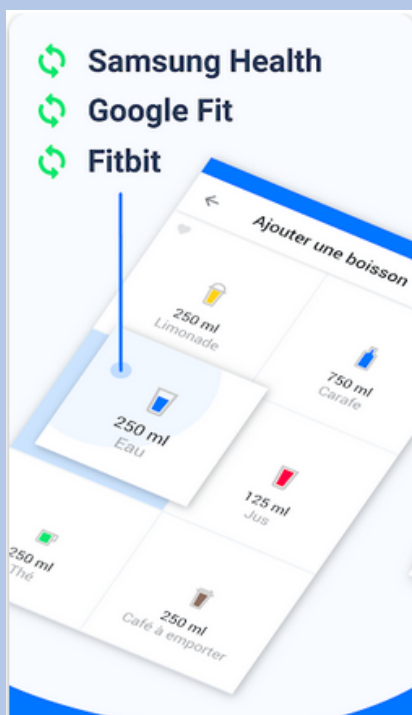 Samsung Health
Google Fit
Fitbit
Ajouter une boisson
250 ml
Limonade
750 ml
Carafe
250 ml
Eau
125 ml
Jus
250 ml
Thé
250 ml
Café à emporter